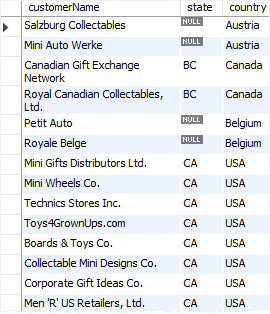 customerName state country
Salzburg Collectables NULL Austria
Mini Auto Werke NULL Austria
Canadian Gift Exchange Network BC Canada
Royal Canadian Collectables, Ltd. BC Canada
Petit Auto NULL Belgium
Royale Belge NULL Belgium
Mini Gifts Distributors Ltd. CA USA
Mini Wheels Co. CA USA
Technics Stores Inc. CA USA
Toys4GrownUps.com CA USA
Boards & Toys Co. CA USA
Collectable Mini Designs Co. CA USA
Corporate Gift Ideas Co. CA USA
Men 'R' US Retailers, Ltd. CA USA